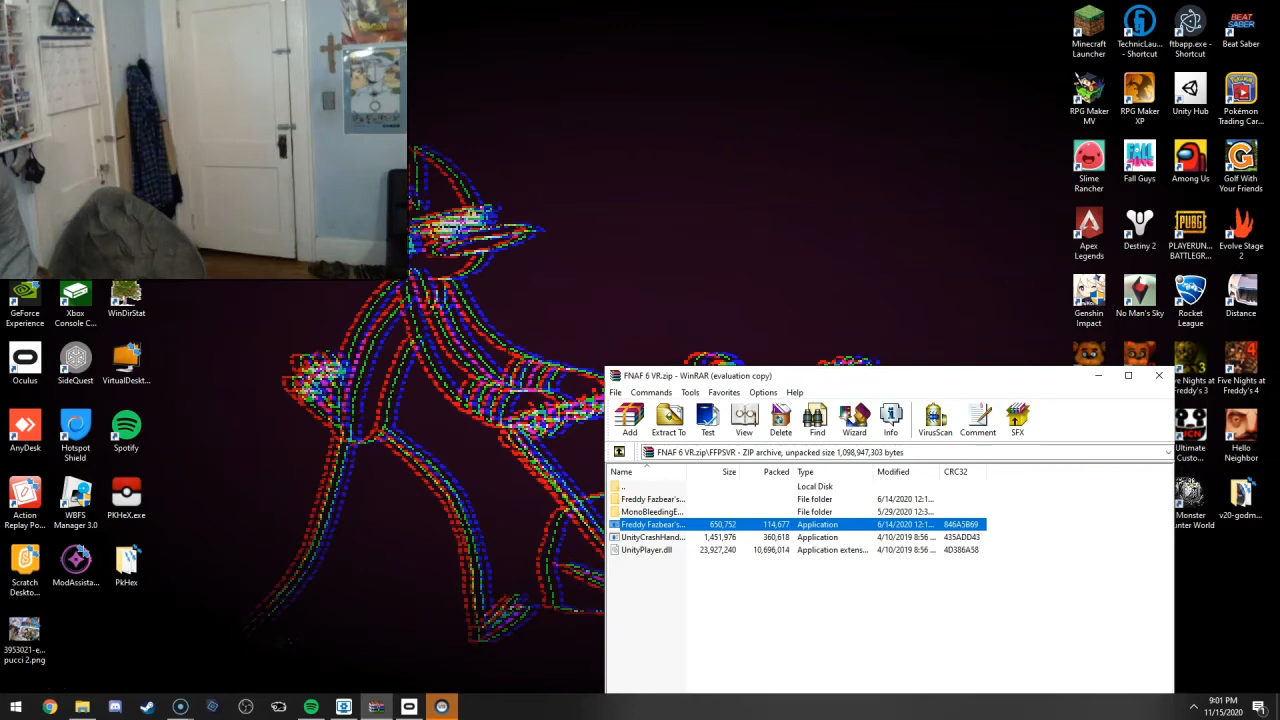 Minecraft
Launcher
TechnicLau...
- Shortcut
ftbapp.exe -
Shortcut
Beat Saber
RPG Maker
MV
RPG Maker
XP
Unity Hub
Pokémon
Trading Car...
Slime
Rancher
Fall Guys
Among Us
Golf With
Your Friends
Apex
Legends
Destiny 2
PLAYERUN...
BATTLEGR...
Evolve Stage
2
Genshin
Impact
No Man's Sky
Rocket
League
Distance
GeForce
Experience
Xbox
Console C...
WinDirStat
Oculus
SideQuest
VirtualDeskt...
AnyDesk
Hotspot
Shield
Spotify
Action
Replay Po...
WBFS
Manager 3.0
PKHeX.exe
Scratch
Deskto...
ModAssista...
PkHex
3953021-e...
pucci 2.png
FNAF 6 VR.zip - WinRAR (evaluation copy)
File Commands Tools Favorites Options Help
Add Extract To Test View Delete Find Wizard Info VirusScan Comment SFX
FNAF 6 VR.zip\FFPSVR - ZIP archive, unpacked size 1,098,947,303 bytes
Name Size Packed Type Modified CRC32
.. Local Disk
Freddy Fazbear's... File folder 6/14/2020 12:1...
MonoBleedingE... File folder 5/29/2020 12:3...
Freddy Fazbear's... 650,752 114,677 Application 6/14/2020 12:1... 846A5B69
UnityCrashHand... 1,451,976 360,618 Application 4/10/2019 8:56 ... 435ADD43
UnityPlayer.dll 23,927,240 10,696,014 Application extens... 4/10/2019 8:56 ... 4D386A58
ve Nights at
Freddy's 3
Five Nights at
Freddy's 4
Ultimate
Custo...
Hello
Neighbor
Monster
unter World
v20-godm...
9:01 PM
11/15/2020